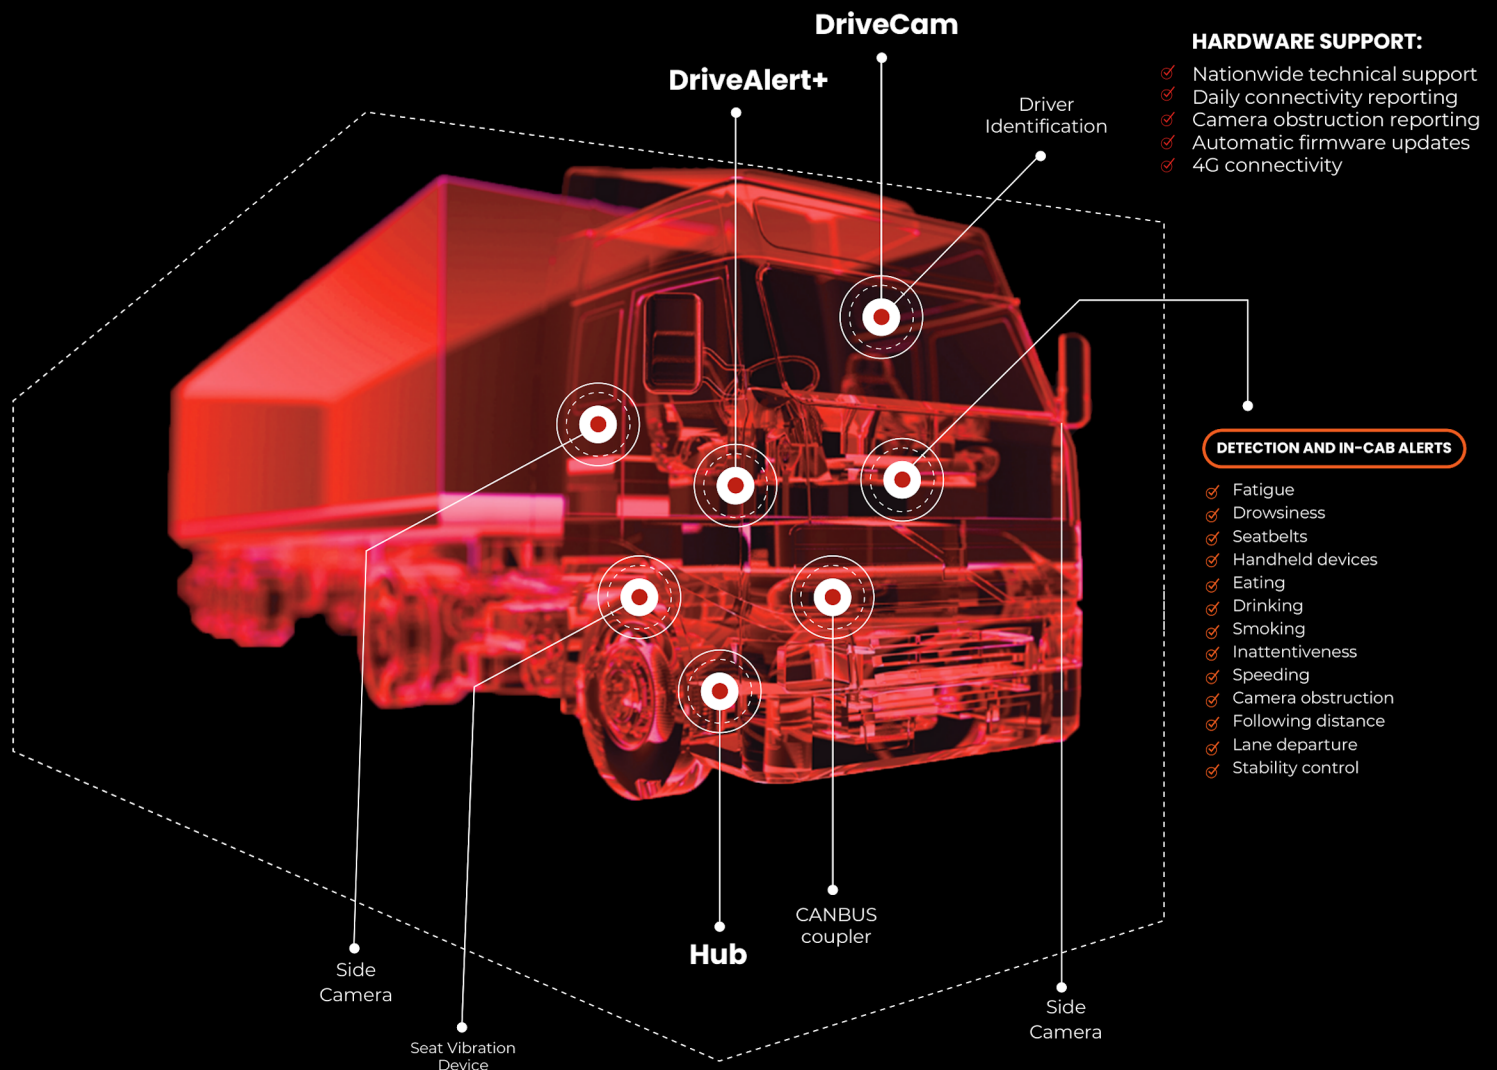 DriveCam
DriveAlert+
Driver
Identification
HARDWARE SUPPORT:
Nationwide technical support
Daily connectivity reporting
Camera obstruction reporting
Automatic firmware updates
4G connectivity
DETECTION AND IN-CAB ALERTS
Fatigue
Drowsiness
Seatbelts
Handheld devices
Eating
Drinking
Smoking
Inattentiveness
Speeding
Camera obstruction
Following distance
Lane departure
Stability control
CANBUS
coupler
Hub
Side
Camera
Side
Camera
Seat Vibration
Device